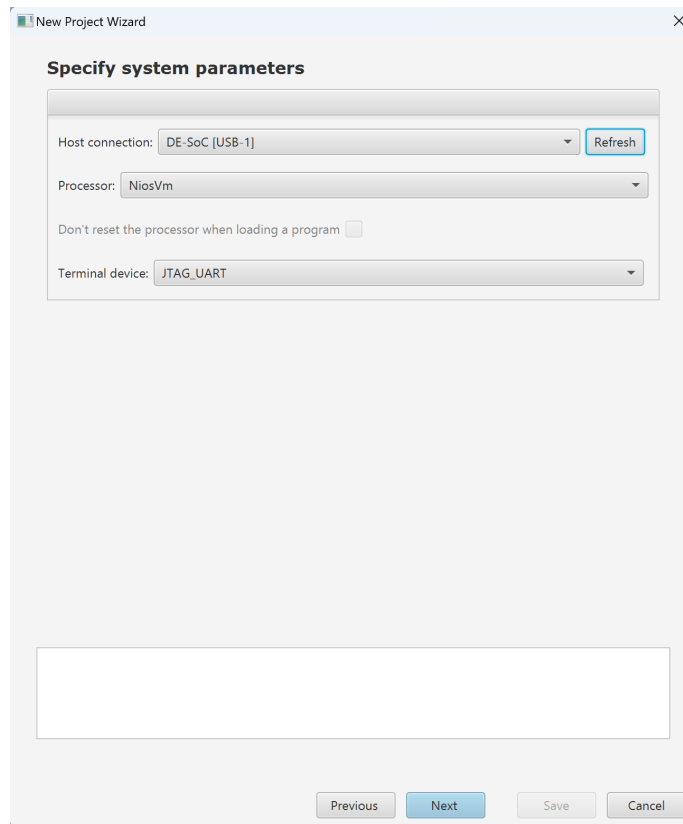 New Project Wizard
Specify system parameters
Host connection: DE-SoC [USB-1] Refresh
Processor: NiosVm
Don't reset the processor when loading a program
Terminal device: JTAG_UART
Previous Next Save Cancel